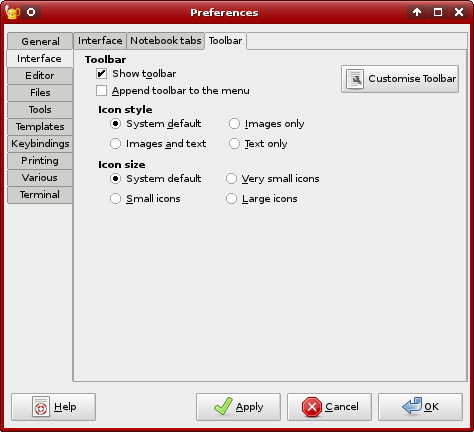 Preferences
General
Interface
Editor
Files
Tools
Templates
Keybindings
Printing
Various
Terminal
Interface Notebook tabs Toolbar
Toolbar
Show toolbar
Append toolbar to the menu
Customise Toolbar
Icon style
System default Images only
Images and text Text only
Icon size
System default Very small icons
Small icons Large icons
Help Apply Cancel OK